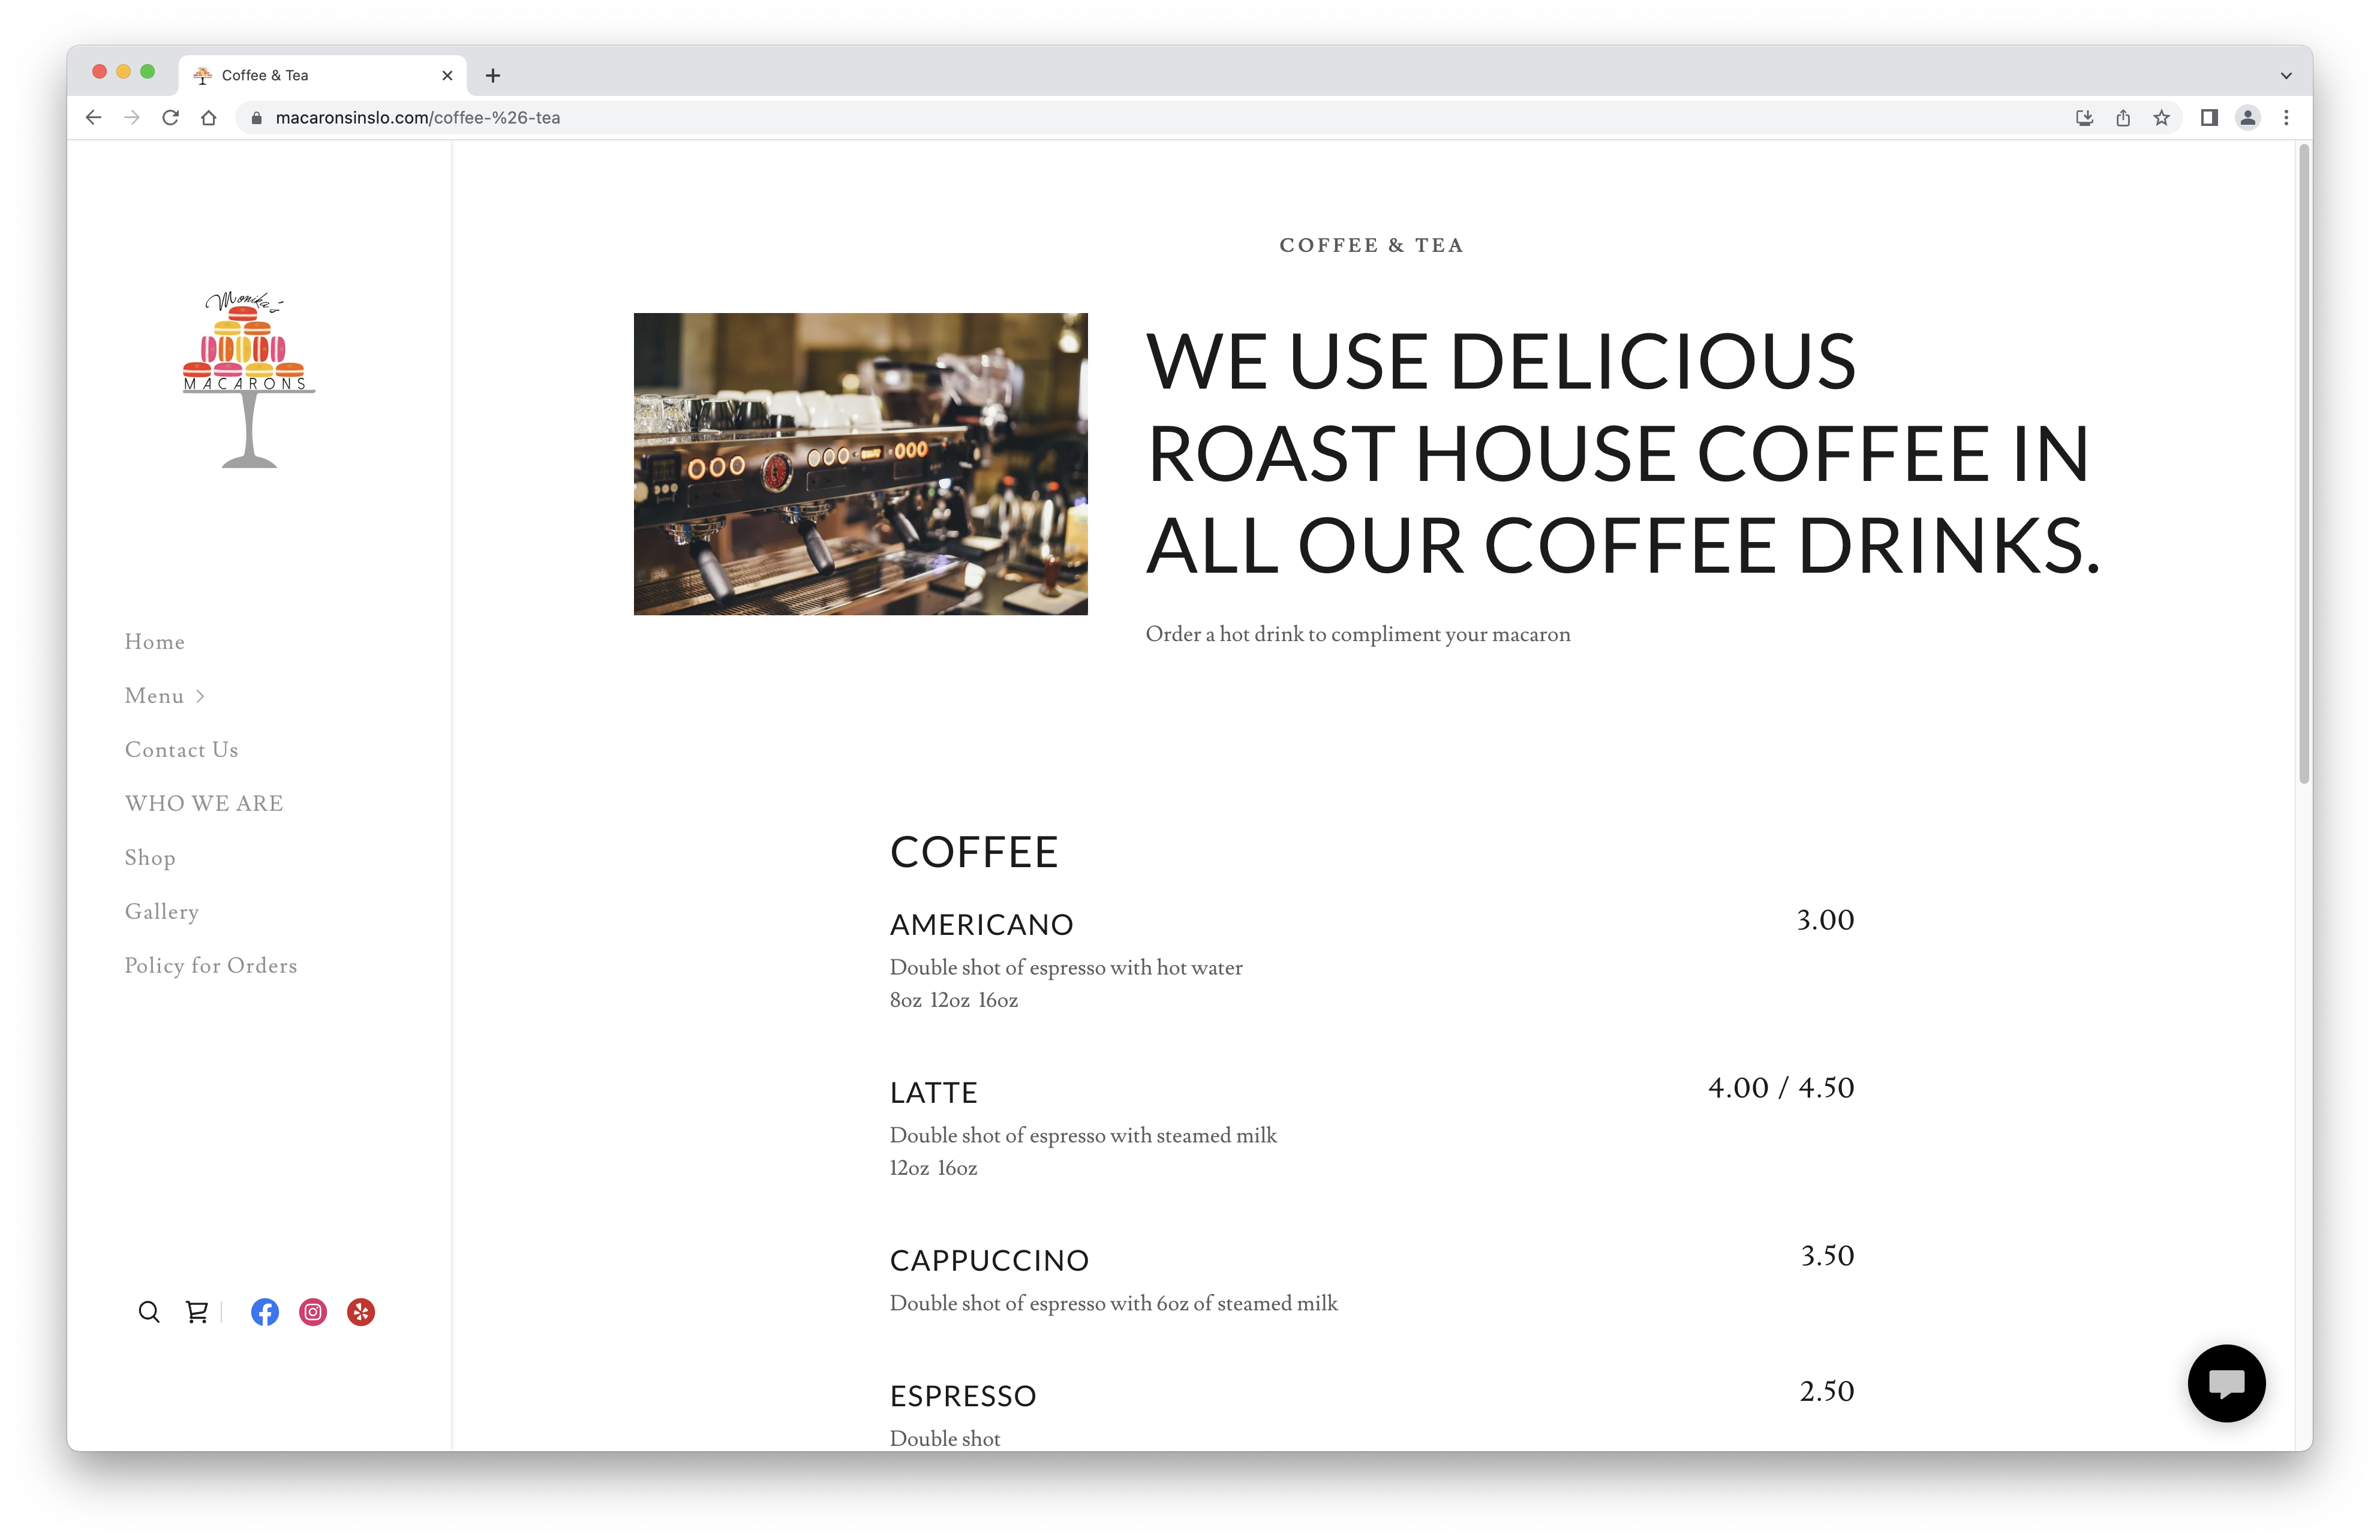 Coffee & Tea
macaronsinslo.com/coffee-%26-tea
Monika's
MACARONS
Home
Menu
Contact Us
WHO WE ARE
Shop
Gallery
Policy for Orders
COFFEE & TEA
WE USE DELICIOUS
ROAST HOUSE COFFEE IN
ALL OUR COFFEE DRINKS.
Order a hot drink to compliment your macaron
COFFEE
AMERICANO 3.00
Double shot of espresso with hot water
8oz 12oz 16oz
LATTE 4.00 / 4.50
Double shot of espresso with steamed milk
12oz 16oz
CAPPUCCINO 3.50
Double shot of espresso with 6oz of steamed milk
ESPRESSO 2.50
Double shot